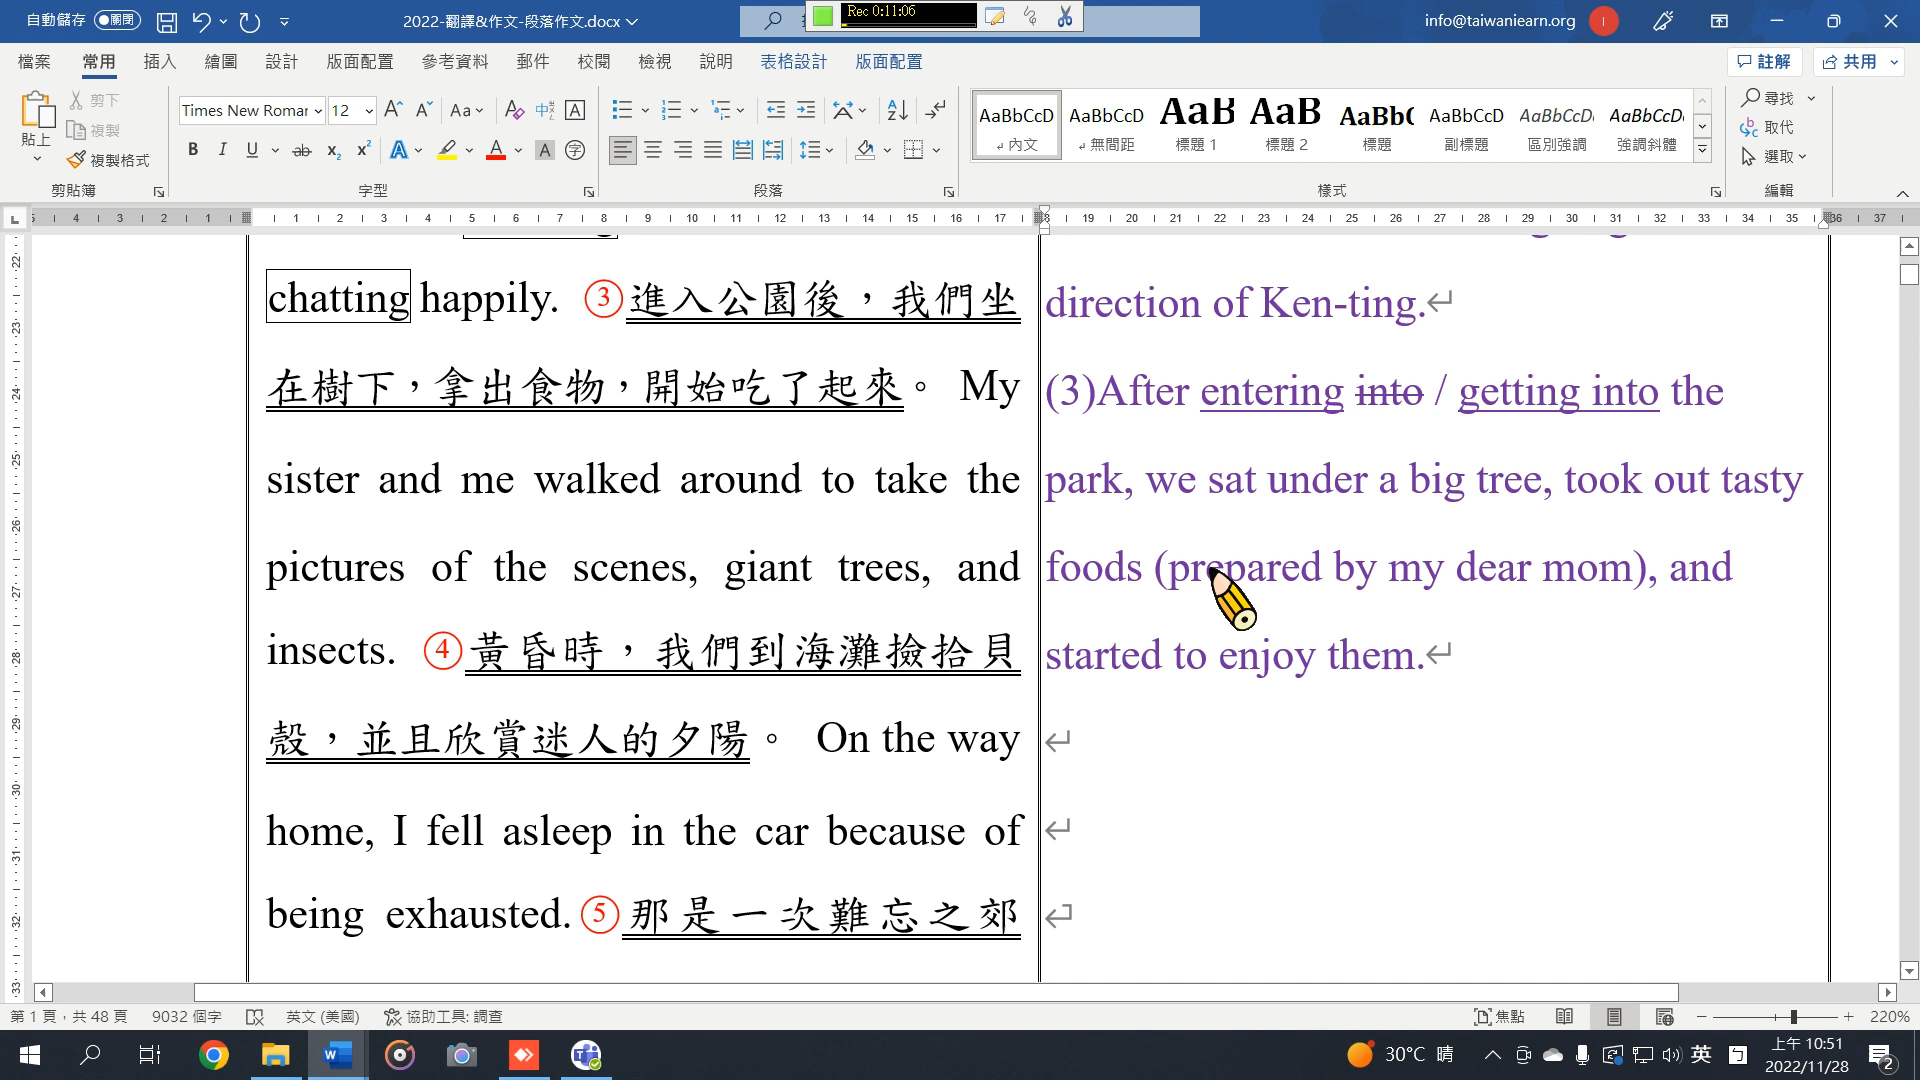 自動儲存 關閉
2022-翻譯&作文-段落作文.docx
Rec 0:11:06
info@taiwaniearn.org
I
檔案 常用 插入 繪圖 設計 版面配置 參考資料 郵件 校閱 檢視 說明 表格設計 版面配置
註解 共用
貼上
剪下
複製
複製格式
剪貼簿
Times New Roman 12
字型
段落
AaBbCcD 內文
AaBbCcD 無間距
AaB 標題 1
AaB 標題 2
AaBb( 標題
AaBbCcD 副標題
AaBbCcD 區別強調
AaBbCcD 強調斜體
樣式
尋找
取代
選取
編輯
chatting happily. ③進入公園後，我們坐
在樹下，拿出食物，開始吃了起來。 My
sister and me walked around to take the
pictures of the scenes, giant trees, and
insects. ④黃昏時，我們到海灘撿拾貝
殼，並且欣賞迷人的夕陽。 On the way
home, I fell asleep in the car because of
being exhausted.⑤那是一次難忘之郊
direction of Ken-ting.
(3)After entering into / getting into the
park, we sat under a big tree, took out tasty
foods (prepared by my dear mom), and
started to enjoy them.
第 1 頁，共 48 頁 9032 個字 英文 (美國) 協助工具: 調查
焦點 220%
30°C 晴
英
上午 10:51
2022/11/28
2